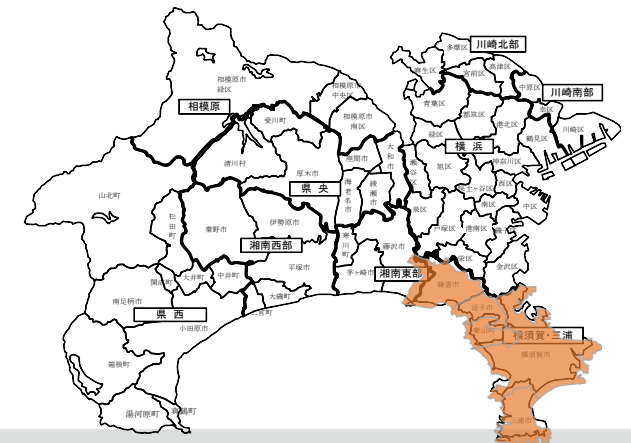 多摩区
川崎北部
麻生区
宮前区
高津区
中原区
川崎南部
幸区
川崎区
相模原市
緑区
相模原市
中央区
相模原
愛川町
相模原市
南区
青葉区
都筑区
港北区
鶴見区
緑区
横 浜
旭区
神奈川区
瀬谷区
保土ヶ谷区
西区
中区
南区
泉区
戸塚区
港南区
磯子区
栄区
金沢区
清川村
厚木市
座間市
大和市
県 央
海老名市
綾瀬市
山北町
松田町
秦野市
伊勢原市
寒川町
藤沢市
湘南西部
平塚市
茅ヶ崎市
湘南東部
鎌倉市
開成町
大井町
中井町
大磯町
二宮町
南足柄市
県 西
小田原市
逗子市
葉山町
横須賀・三浦
横須賀市
箱根町
湯河原町
真鶴町
三浦市